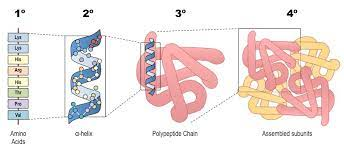 1° 2° 3° 4°
Lys
Lys
His
Arg
His
Thr
Pro
Val
Amino
Acids
α-helix
Polypeptide Chain
Assembled subunits